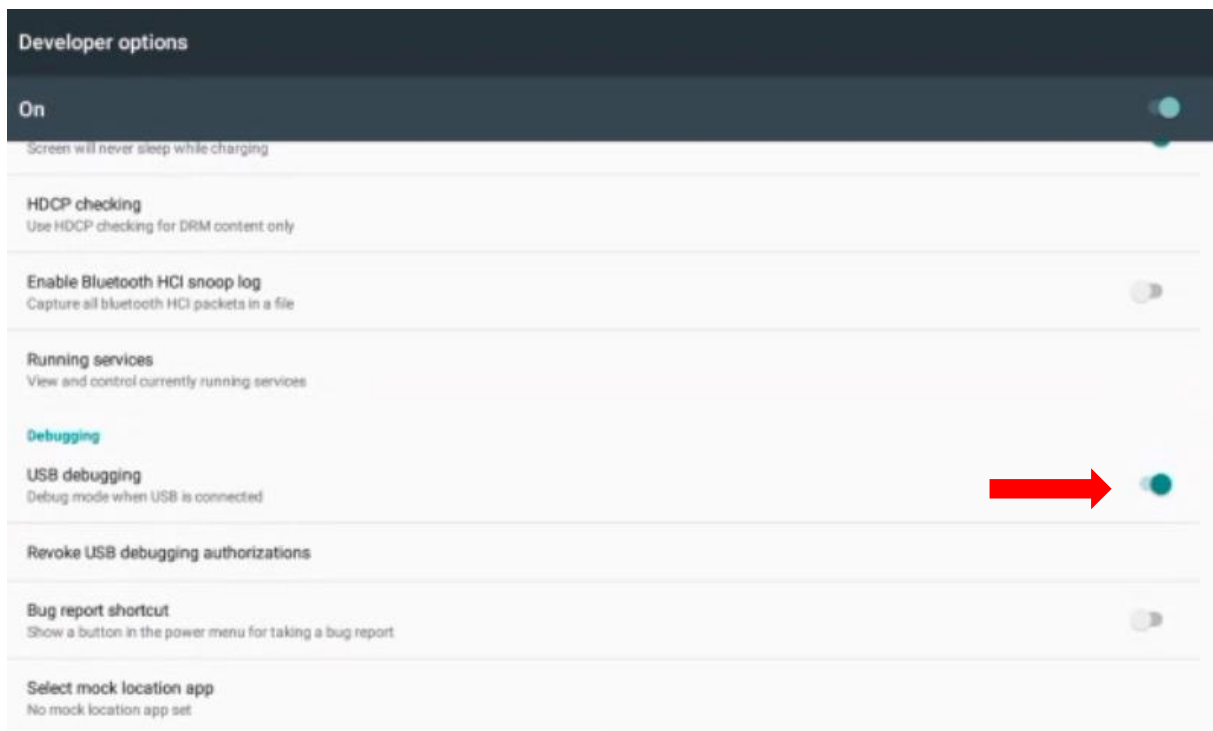 Developer options
On
Screen will never sleep while charging
HDCP checking
Use HDCP checking for DRM content only
Enable Bluetooth HCI snoop log
Capture all bluetooth HCI packets in a file
Running services
View and control currently running services
Debugging
USB debugging
Debug mode when USB is connected
Revoke USB debugging authorizations
Bug report shortcut
Show a button in the power menu for taking a bug report
Select mock location app
No mock location app set